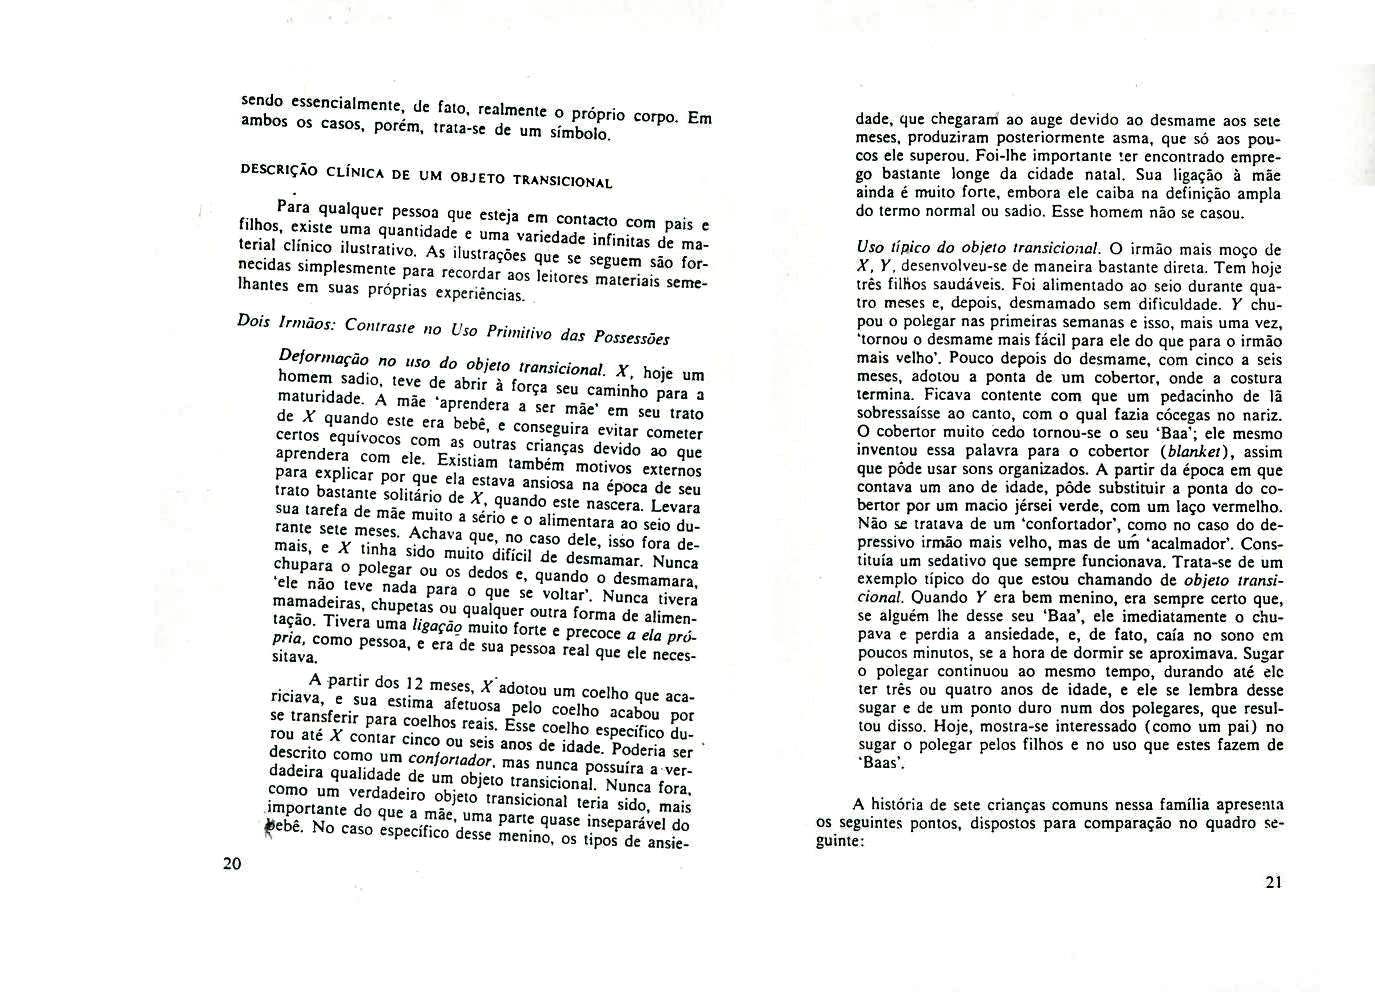 sendo essencialmente, de fato, realmente o próprio corpo. Em
ambos os casos, porém, trata-se de um símbolo.
DESCRIÇÃO CLÍNICA DE UM OBJETO TRANSICIONAL
Para qualquer pessoa que esteja em contacto com pais e
filhos, existe uma quantidade e uma variedade infinitas de ma-
terial clínico ilustrativo. As ilustrações que se seguem são for-
necidas simplesmente para recordar aos leitores materiais seme-
lhantes em suas próprias experiências.
Dois Irmãos: Contraste no Uso Primitivo das Possessões
Deformação no uso do objeto transicional. X, hoje um
homem sadio, teve de abrir à força seu caminho para a
maturidade. A mãe 'aprendera a ser mãe' em seu trato
de X quando este era bebê, e conseguira evitar cometer
certos equívocos com as outras crianças devido ao que
aprendera com ele. Existiam também motivos externos
para explicar por que ela estava ansiosa na época de seu
trato bastante solitário de X, quando este nascera. Levara
sua tarefa de mãe muito a sério e o alimentara ao seio du-
rante sete meses. Achava que, no caso dele, isso fora de-
mais, e X tinha sido muito difícil de desmamar. Nunca
chupara o polegar ou os dedos e, quando o desmamara,
'ele não teve nada para o que se voltar'. Nunca tivera
mamadeiras, chupetas ou qualquer outra forma de alimen-
tação. Tivera uma ligação muito forte e precoce a ela pró-
pria, como pessoa, e era de sua pessoa real que ele neces-
sitava.
A partir dos 12 meses, X adotou um coelho que aca-
riciava, e sua estima afetuosa pelo coelho acabou por
se transferir para coelhos reais. Esse coelho específico du-
rou até X contar cinco ou seis anos de idade. Poderia ser
descrito como um confortador, mas nunca possuíra a ver-
dadeira qualidade de um objeto transicional. Nunca fora,
como um verdadeiro objeto transicional teria sido, mais
importante do que a mãe, uma parte quase inseparável do
bebê. No caso específico desse menino, os tipos de ansie-
20
dade, que chegaram ao auge devido ao desmame aos sete
meses, produziram posteriormente asma, que só aos pou-
cos ele superou. Foi-lhe importante ter encontrado empre-
go bastante longe da cidade natal. Sua ligação à mãe
ainda é muito forte, embora ele caiba na definição ampla
do termo normal ou sadio. Esse homem não se casou.
Uso típico do objeto transicional. O irmão mais moço de
X, Y, desenvolveu-se de maneira bastante direta. Tem hoje
três filhos saudáveis. Foi alimentado ao seio durante qua-
tro meses e, depois, desmamado sem dificuldade. Y chu-
pou o polegar nas primeiras semanas e isso, mais uma vez,
'tornou o desmame mais fácil para ele do que para o irmão
mais velho'. Pouco depois do desmame, com cinco a seis
meses, adotou a ponta de um cobertor, onde a costura
termina. Ficava contente com que um pedacinho de lã
sobressaísse ao canto, com o qual fazia cócegas no nariz.
O cobertor muito cedo tornou-se o seu 'Baa'; ele mesmo
inventou essa palavra para o cobertor (blanket), assim
que pôde usar sons organizados. A partir da época em que
contava um ano de idade, pôde substituir a ponta do co-
bertor por um macio jérsei verde, com um laço vermelho.
Não se tratava de um 'confortador', como no caso do de-
pressivo irmão mais velho, mas de um 'acalmador'. Cons-
tituía um sedativo que sempre funcionava. Trata-se de um
exemplo típico do que estou chamando de objeto transi-
cional. Quando Y era bem menino, era sempre certo que,
se alguém lhe desse seu 'Baa', ele imediatamente o chu-
pava e perdia a ansiedade, e, de fato, caía no sono em
poucos minutos, se a hora de dormir se aproximava. Sugar
o polegar continuou ao mesmo tempo, durando até ele
ter três ou quatro anos de idade, e ele se lembra desse
sugar e de um ponto duro num dos polegares, que resul-
tou disso. Hoje, mostra-se interessado (como um pai) no
sugar o polegar pelos filhos e no uso que estes fazem de
'Baas'.
A história de sete crianças comuns nessa família apresenta
os seguintes pontos, dispostos para comparação no quadro se-
guinte:
21